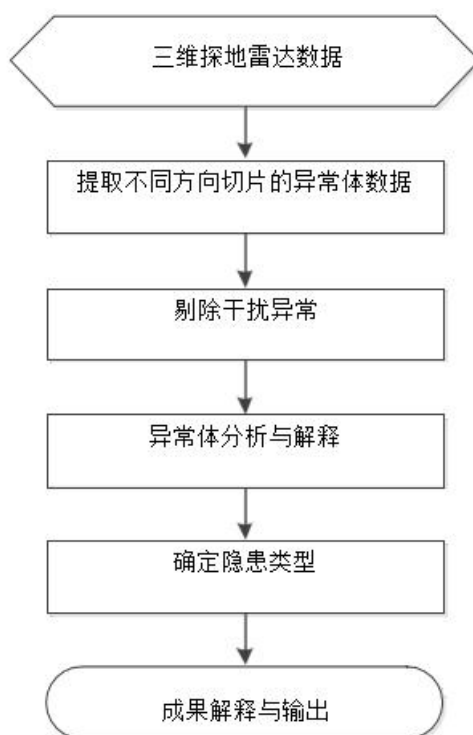 三维探地雷达数据
提取不同方向切片的异常体数据
剔除干扰异常
异常体分析与解释
确定隐患类型
成果解释与输出